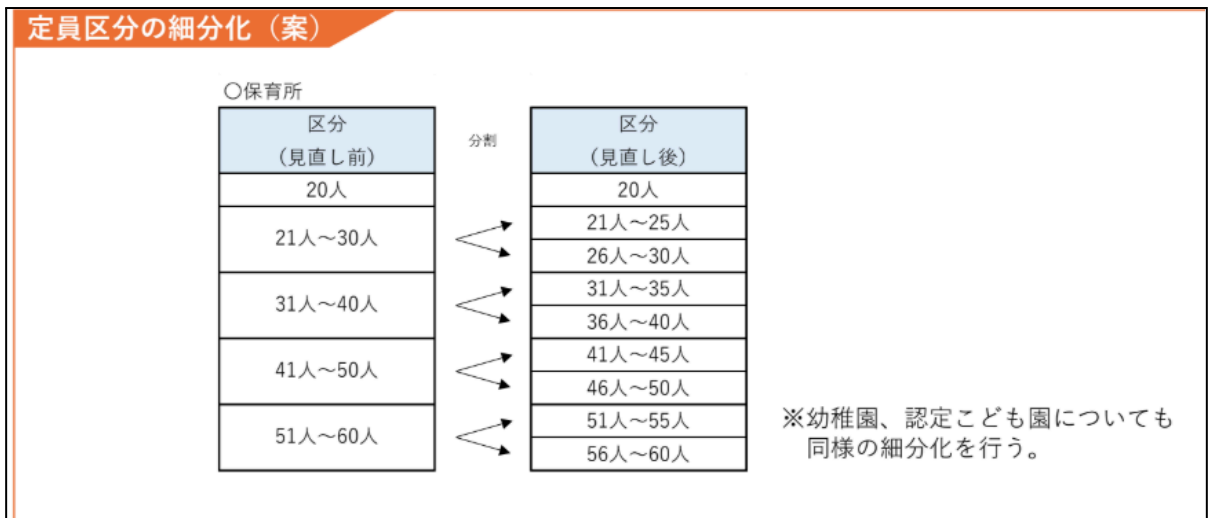 定員区分の細分化（案）
〇保育所
区分
（見直し前）
20人
21人～30人
31人～40人
41人～50人
51人～60人
分割
区分
（見直し後）
20人
21人～25人
26人～30人
31人～35人
36人～40人
41人～45人
46人～50人
51人～55人
56人～60人
※幼稚園、認定こども園についても
同様の細分化を行う。